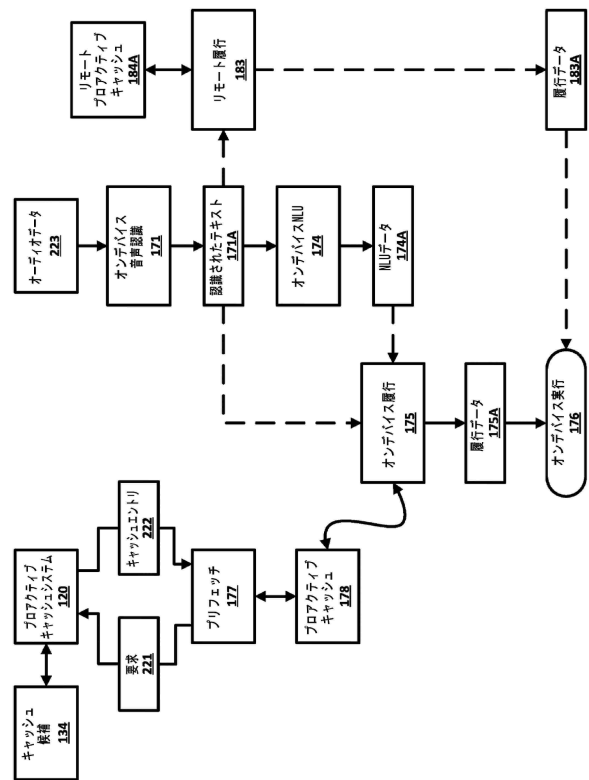 キャッシュ
候補
134
プロアクティブ
キャッシュシステム
120
要求
221
キャッシュエントリ
222
プリフェッチ
177
プロアクティブ
キャッシュ
178
オーディオデータ
223
オンデバイス
音声認識
171
認識されたテキスト
171A
オンデバイスNLU
174
NLUデータ
174A
オンデバイス履行
175
履行データ
175A
オンデバイス実行
176
リモート
プロアクティブ
キャッシュ
184A
リモート履行
183
履行データ
183A